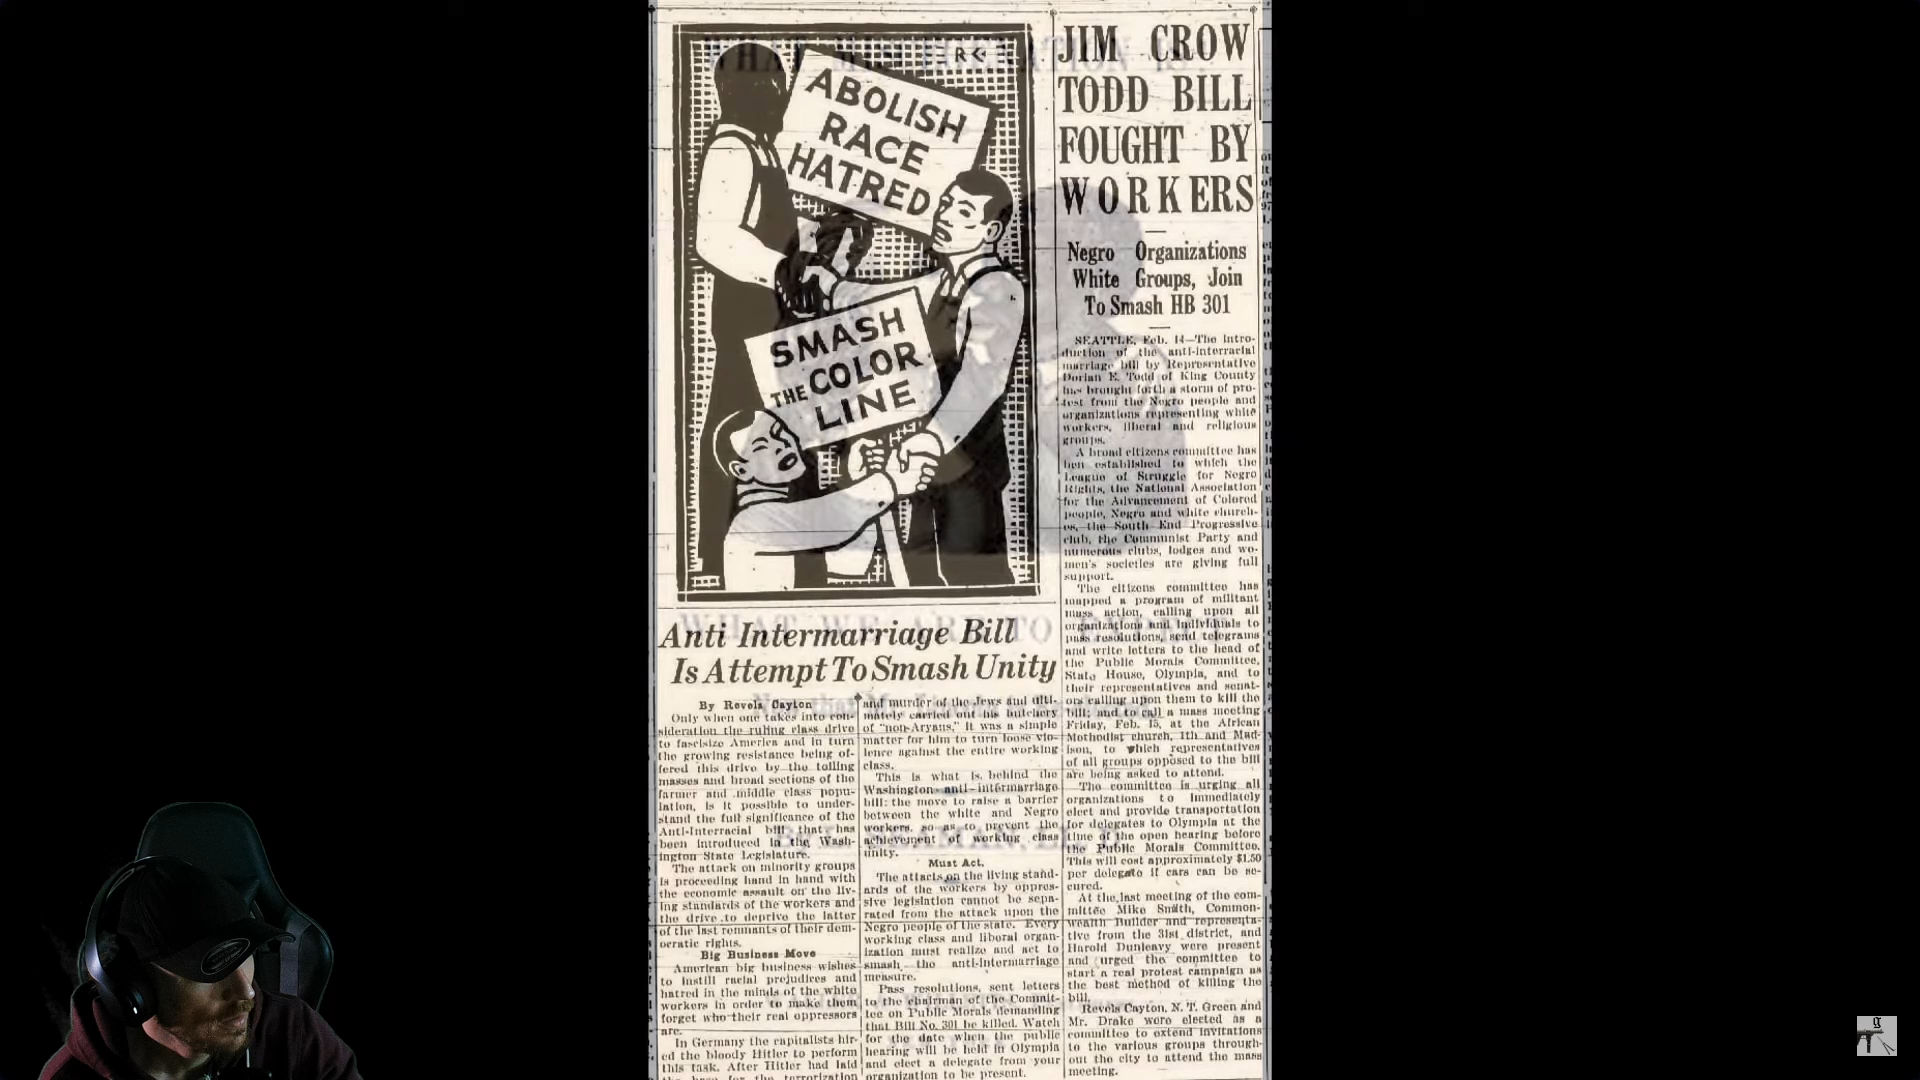 RC
ABOLISH
RACE
HATRED
SMASH
THE COLOR
LINE
Anti Intermarriage Bill
Is Attempt To Smash Unity
By Revels Cayton
Only when one takes into con-
sideration the ruling class drive
to fascisize America and in turn
the growing resistance being of-
fered this drive by the toiling
masses and broad sections of the
farmer and middle class popu-
lation, is it possible to under-
stand the full significance of the
Anti-Interracial bill that has
been introduced in the Wash-
ington State Legislature.
The attack on minority groups
is proceeding hand in hand with
the economic assault on the liv-
ing standards of the workers and
the drive to deprive the latter
of the last remnants of their dem-
ocratic rights.
Big Business Move
American big business wishes
to instill racial prejudices and
hatred in the minds of the white
workers in order to make them
forget who their real oppressors
are.
In Germany the capitalists hir-
ed the bloody Hitler to perform
this task. After Hitler had laid
the base for the terrorization
and murder of the Jews and ulti-
mately carried out his butchery
of "non-Aryans," it was a simple
matter for him to turn loose vio-
lence against the entire working
class.
This is what is behind the
Washington anti-intermarriage
bill: the move to raise a barrier
between the white and Negro
workers, so as to prevent the
achievement of working class
unity.
Must Act.
The attacks on the living stand-
ards of the workers by oppres-
sive legislation cannot be sepa-
rated from the attack upon the
Negro people of the state. Every
working class and liberal organ-
ization must realize and act to
smash the anti-intermarriage
measure.
Pass resolutions, sent letters
to the chairman of the Commit-
tee on Public Morals demanding
that Bill No. 301 be killed. Watch
for the date when the public
hearing will be held in Olympia
and elect a delegate from your
organization to be present.
JIM CROW
TODD BILL
FOUGHT BY
WORKERS
Negro Organizations
White Groups, Join
To Smash HB 301
SEATTLE, Feb. 14—The intro-
duction of the anti-interracial
marriage bill by Representative
Dorian E. Todd of King County
has brought forth a storm of pro-
test from the Negro people and
organizations representing white
workers, liberal and religious
groups.
A broad citizens committee has
ben established to which the
League of Struggle for Negro
Rights, the National Association
for the Advancement of Colored
people, Negro and white church-
es, the South End Progressive
club, the Communist Party and
numerous clubs, lodges and wo-
men's societies are giving full
support.
The citizens committee has
mapped a program of militant
mass action, calling upon all
organizations and individuals to
pass resolutions, send telegrams
and write letters to the head of
the Public Morals Committee,
State House, Olympia, and to
their representatives and senat-
ors calling upon them to kill the
bill; and to call a mass meeting
Friday, Feb. 15, at the African
Methodist church, 1th and Mad-
ison, to which representatives
of all groups opposed to the bill
are being asked to attend.
The committee is urging all
organizations to immediately
elect and provide transportation
for delegates to Olympia at the
time of the open hearing before
the Public Morals Committee.
This will cost approximately $1.50
per delegate if cars can be se-
cured.
At the last meeting of the com-
mittee Mike Smith, Common-
wealth Builder and representa-
tive from the 31st district, and
Harold Dunleavy were present
and urged the committee to
start a real protest campaign as
the best method of killing the
bill.
Revels Cayton, N. T. Green and
Mr. Drake were elected as a
committee to extend invitations
to the various groups through-
out the city to attend the mass
meeting.